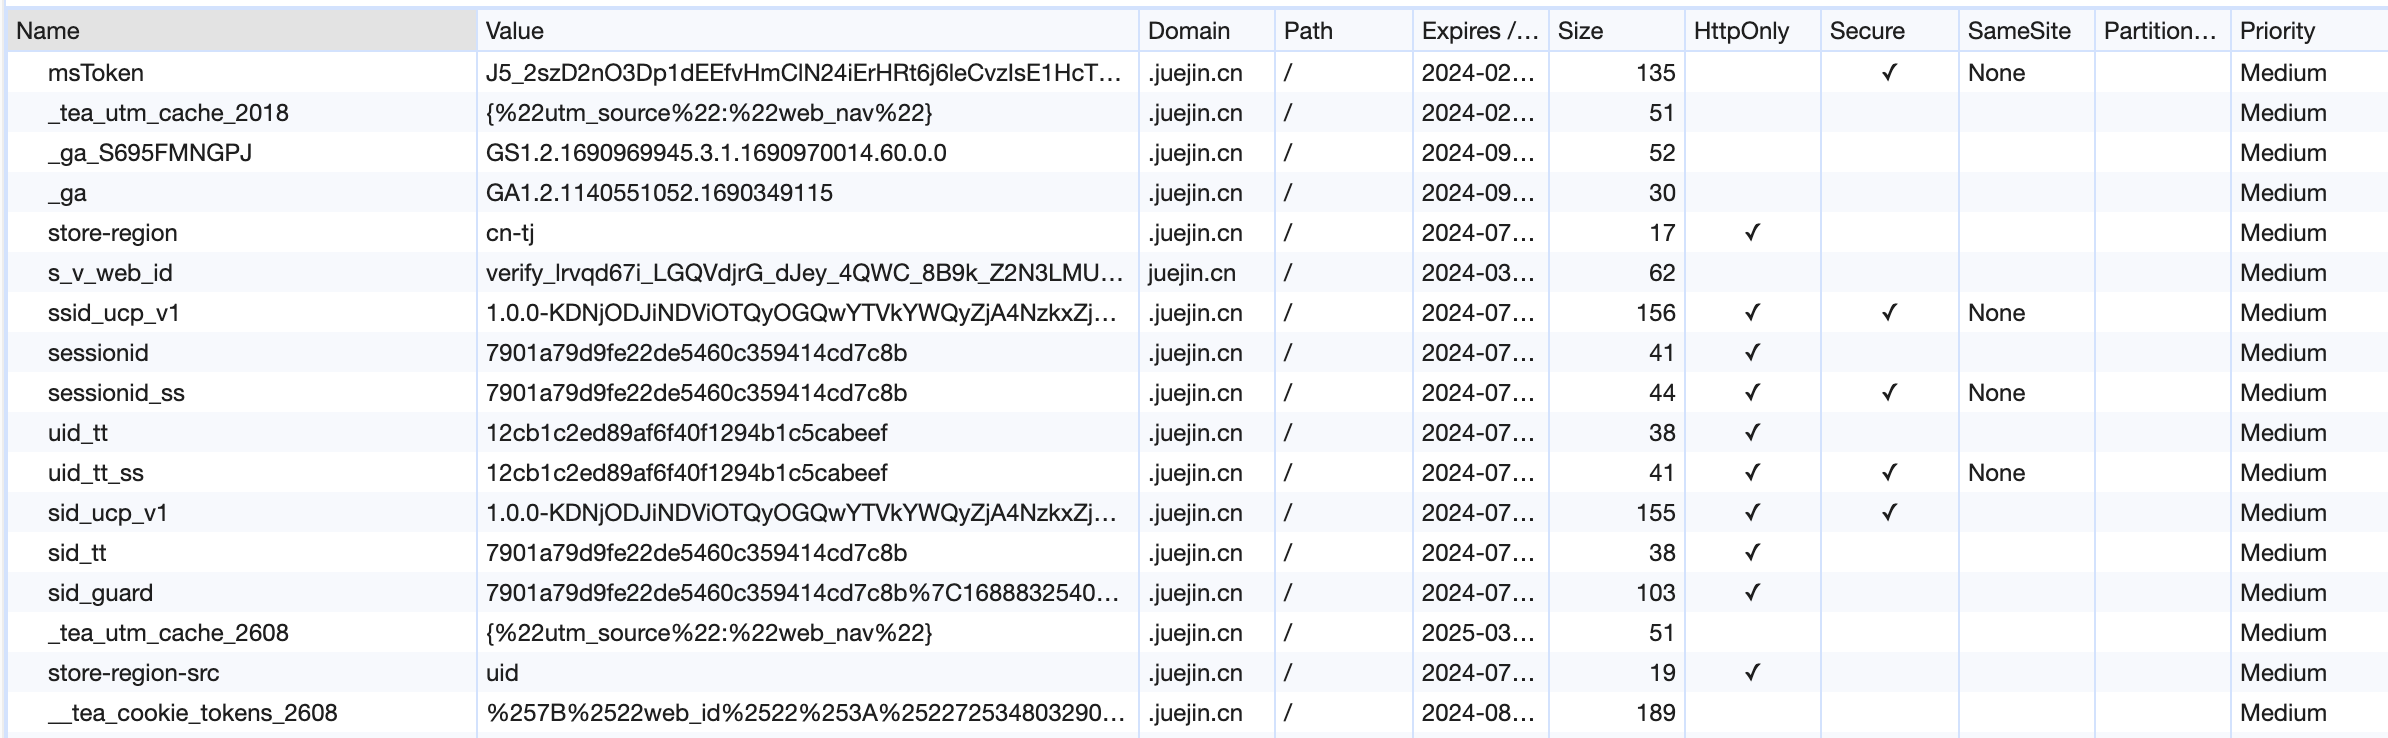 Name Value Domain Path Expires /... Size HttpOnly Secure SameSite Partition... Priority
msToken J5_2szD2nO3Dp1dEEfvHmClN24iErHRt6j6leCvzIsE1HcT... .juejin.cn / 2024-02... 135 ✓ None Medium
_tea_utm_cache_2018 {%22utm_source%22:%22web_nav%22} .juejin.cn / 2024-02... 51 Medium
_ga_S695FMNGPJ GS1.2.1690969945.3.1.1690970014.60.0.0 .juejin.cn / 2024-09... 52 Medium
_ga GA1.2.1140551052.1690349115 .juejin.cn / 2024-09... 30 Medium
store-region cn-tj .juejin.cn / 2024-07... 17 ✓ Medium
s_v_web_id verify_lrvqd67i_LGQVdjrG_dJey_4QWC_8B9k_Z2N3LMU... juejin.cn / 2024-03... 62 Medium
ssid_ucp_v1 1.0.0-KDNjODJiNDViOTQyOGQwYTVkYWQyZjA4NzkxZj... .juejin.cn / 2024-07... 156 ✓ ✓ None Medium
sessionid 7901a79d9fe22de5460c359414cd7c8b .juejin.cn / 2024-07... 41 ✓ Medium
sessionid_ss 7901a79d9fe22de5460c359414cd7c8b .juejin.cn / 2024-07... 44 ✓ ✓ None Medium
uid_tt 12cb1c2ed89af6f40f1294b1c5cabeef .juejin.cn / 2024-07... 38 ✓ Medium
uid_tt_ss 12cb1c2ed89af6f40f1294b1c5cabeef .juejin.cn / 2024-07... 41 ✓ ✓ None Medium
sid_ucp_v1 1.0.0-KDNjODJiNDViOTQyOGQwYTVkYWQyZjA4NzkxZj... .juejin.cn / 2024-07... 155 ✓ ✓ Medium
sid_tt 7901a79d9fe22de5460c359414cd7c8b .juejin.cn / 2024-07... 38 ✓ Medium
sid_guard 7901a79d9fe22de5460c359414cd7c8b%7C1688832540... .juejin.cn / 2024-07... 103 ✓ Medium
_tea_utm_cache_2608 {%22utm_source%22:%22web_nav%22} .juejin.cn / 2025-03... 51 Medium
store-region-src uid .juejin.cn / 2024-07... 19 ✓ Medium
__tea_cookie_tokens_2608 %257B%2522web_id%2522%253A%252272534803290... .juejin.cn / 2024-08... 189 Medium